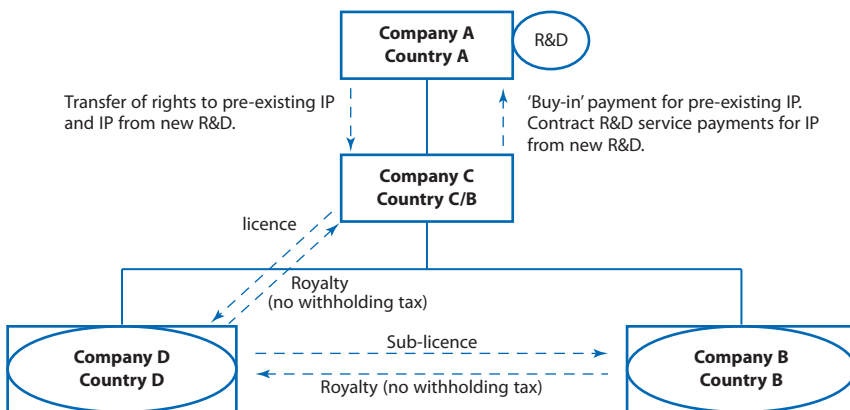 Company A
Country A
R&D
Transfer of rights to pre-existing IP
and IP from new R&D.
‘Buy-in’ payment for pre-existing IP.
Contract R&D service payments for IP
from new R&D.
Company C
Country C/B
licence
Royalty
(no withholding tax)
Company D
Country D
Sub-licence
Royalty (no withholding tax)
Company B
Country B